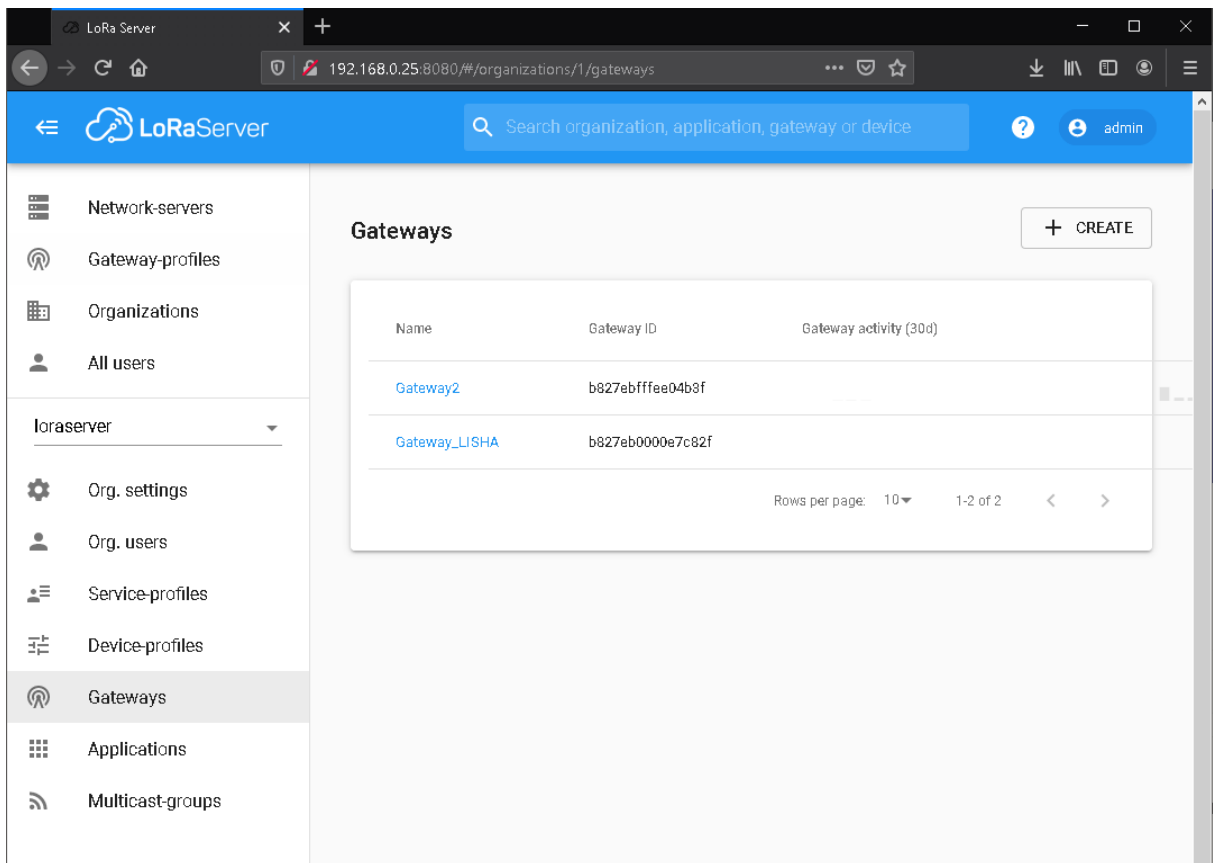 LoRa Server
192.168.0.25:8080/#/organizations/1/gateways
LoRaServer
Search organization, application, gateway or device
? admin
Network-servers
Gateway-profiles
Organizations
All users
loraserver
Org. settings
Org. users
Service-profiles
Device-profiles
Gateways
Applications
Multicast-groups
Gateways
+ CREATE
Name Gateway ID Gateway activity (30d)
Gateway2 b827ebfffee04b3f
Gateway_LISHA b827eb0000e7c82f
Rows per page: 10 1-2 of 2 < >